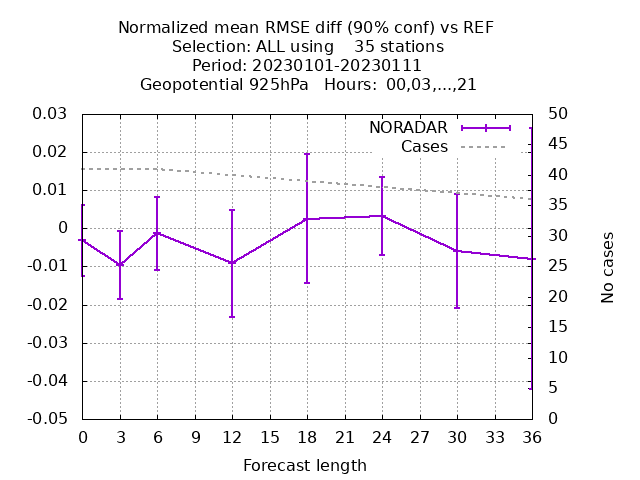 Normalized mean RMSE diff (90% conf) vs REF
Selection: ALL using    35 stations
Period: 20230101-20230111
Geopotential 925hPa   Hours: 00,03,...,21
NORADAR
Cases
0.03
0.02
0.01
0
-0.01
-0.02
-0.03
-0.04
-0.05
50
45
40
35
30
25
20
15
10
5
0
No cases
0 3 6 9 12 15 18 21 24 27 30 33 36
Forecast length